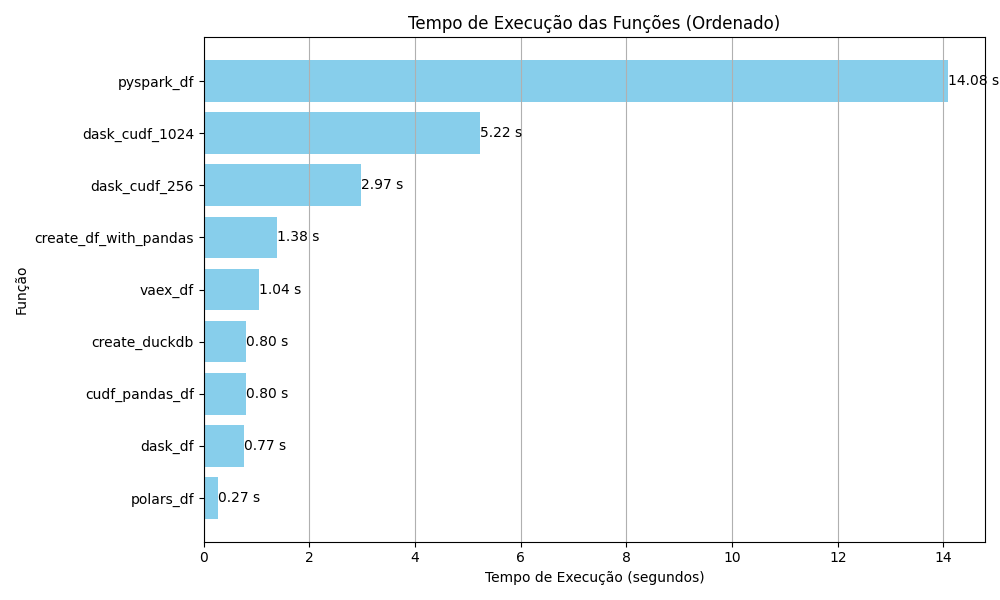 Tempo de Execução das Funções (Ordenado)
pyspark_df
14.08 s
dask_cudf_1024
5.22 s
dask_cudf_256
2.97 s
create_df_with_pandas
1.38 s
vaex_df
1.04 s
create_duckdb
0.80 s
cudf_pandas_df
0.80 s
dask_df
0.77 s
polars_df
0.27 s
Função
0 2 4 6 8 10 12 14
Tempo de Execução (segundos)